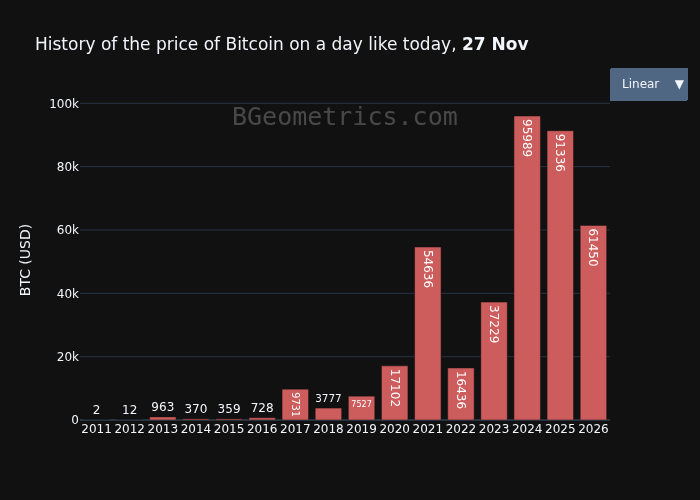 History of the price of Bitcoin on a day like today, 27 Nov
Linear ▼
BGeometrics.com
BTC (USD)
100k
80k
60k
40k
20k
0
2
12
963
370
359
728
9731
3777
7527
17102
54636
16436
37229
95989
91336
61450
2011 2012 2013 2014 2015 2016 2017 2018 2019 2020 2021 2022 2023 2024 2025 2026